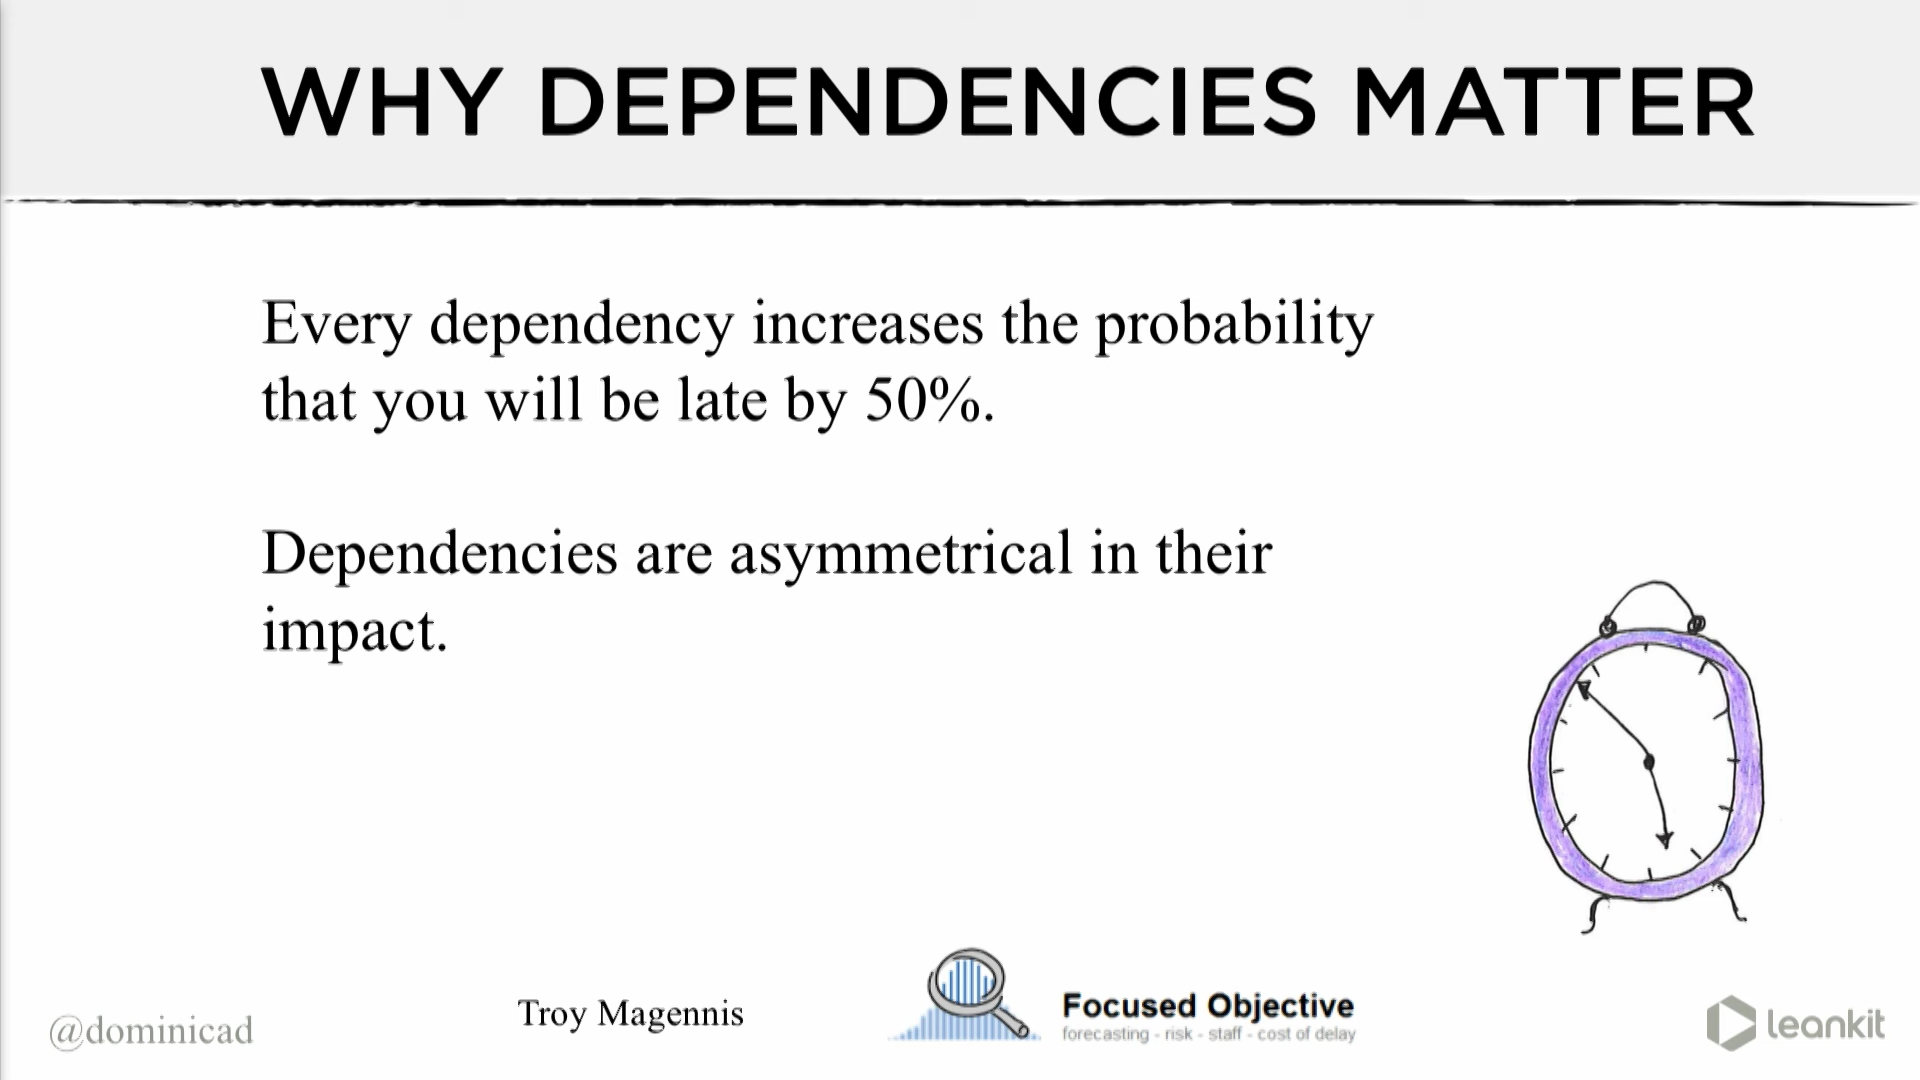 WHY DEPENDENCIES MATTER
Every dependency increases the probability
that you will be late by 50%.
Dependencies are asymmetrical in their
impact.
@dominicad
Troy Magennis
Focused Objective
forecasting - risk - staff - cost of delay
leankit